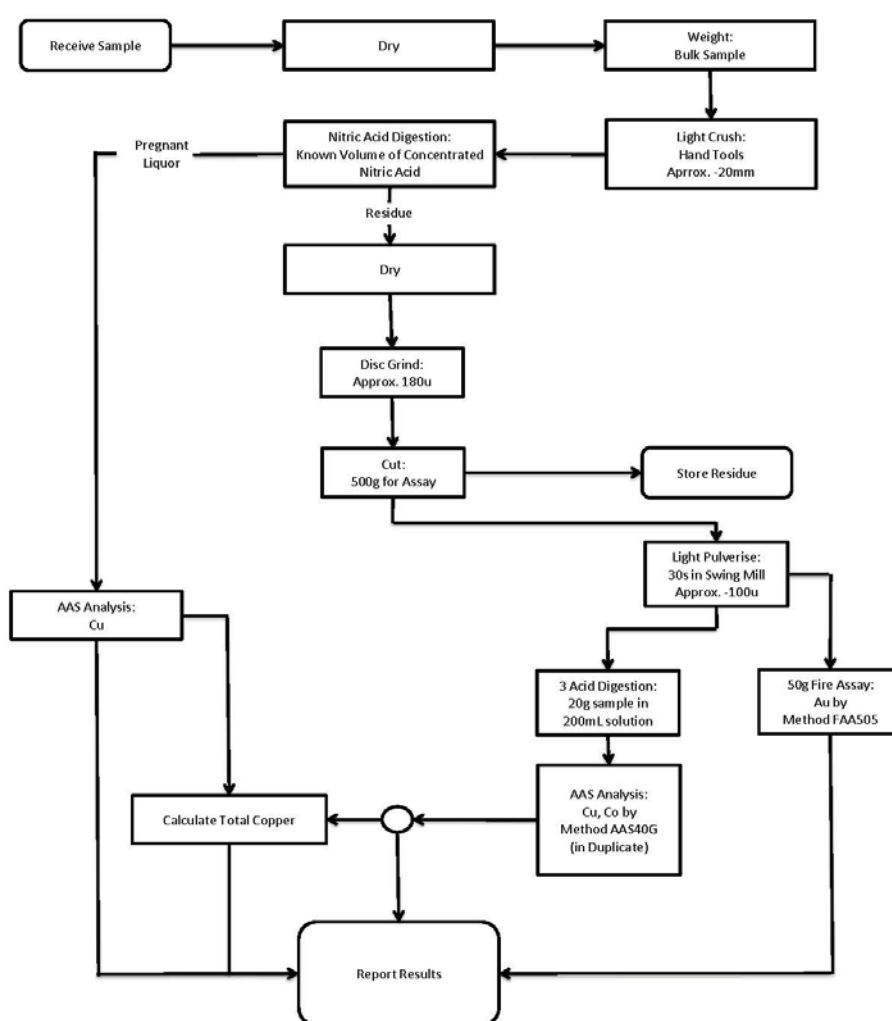 Receive Sample
Dry
Weight:
Bulk Sample
Light Crush:
Hand Tools
Aprrox. -20mm
Nitric Acid Digestion:
Known Volume of Concentrated
Nitric Acid
Pregnant
Liquor
Residue
Dry
Disc Grind:
Approx. 180u
Cut:
500g for Assay
Store Residue
Light Pulverise:
30s in Swing Mill
Approx. -100u
AAS Analysis:
Cu
3 Acid Digestion:
20g sample in
200mL solution
50g Fire Assay:
Au by
Method FAA505
AAS Analysis:
Cu, Co by
Method AAS40G
(in Duplicate)
Calculate Total Copper
Report Results